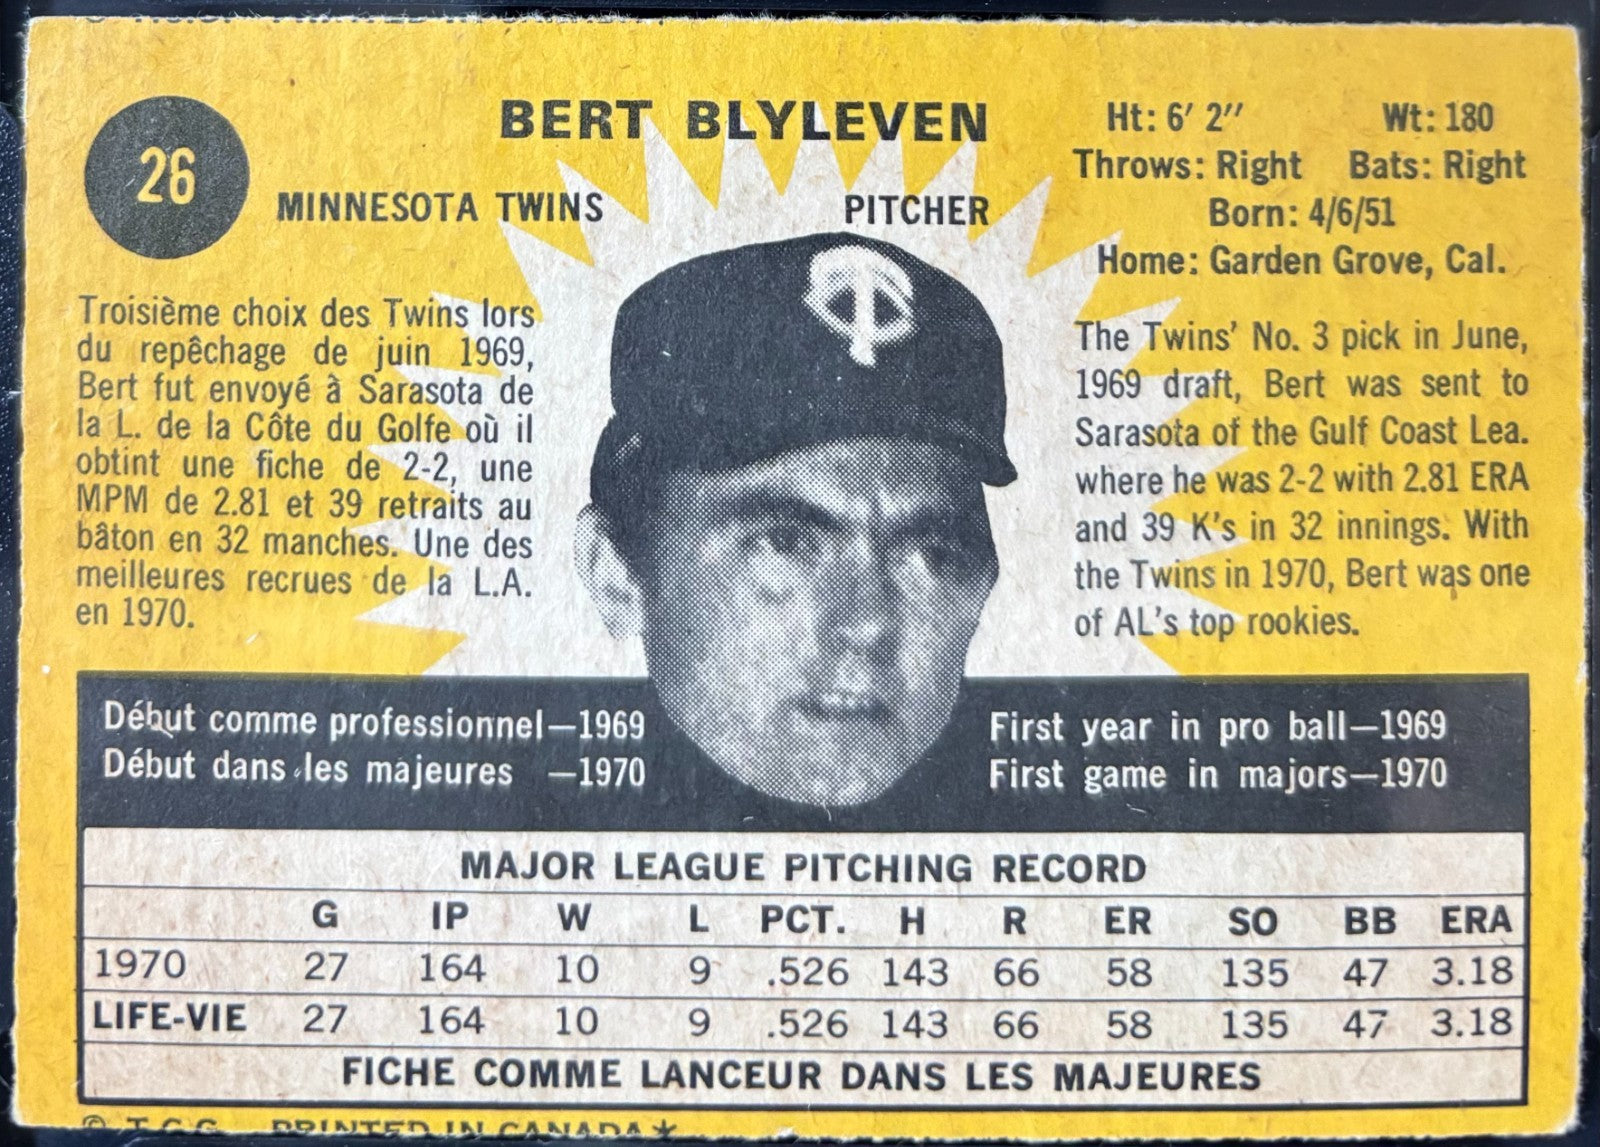 26
BERT BLYLEVEN
MINNESOTA TWINS PITCHER
Ht: 6' 2" Wt: 180
Throws: Right Bats: Right
Born: 4/6/51
Home: Garden Grove, Cal.
Troisième choix des Twins lors
du repêchage de juin 1969,
Bert fut envoyé à Sarasota de
la L. de la Côte du Golfe où il
obtint une fiche de 2-2, une
MPM de 2.81 et 39 retraits au
bâton en 32 manches. Une des
meilleures recrues de la L.A.
en 1970.
The Twins' No. 3 pick in June,
1969 draft, Bert was sent to
Sarasota of the Gulf Coast Lea.
where he was 2-2 with 2.81 ERA
and 39 K's in 32 innings. With
the Twins in 1970, Bert was one
of AL's top rookies.
Début comme professionnel—1969
Début dans les majeures —1970
First year in pro ball—1969
First game in majors—1970
MAJOR LEAGUE PITCHING RECORD
G IP W L PCT. H R ER SO BB ERA
1970 27 164 10 9 .526 143 66 58 135 47 3.18
LIFE-VIE 27 164 10 9 .526 143 66 58 135 47 3.18
FICHE COMME LANCEUR DANS LES MAJEURES
© T.C.G. PRINTED IN CANADA *